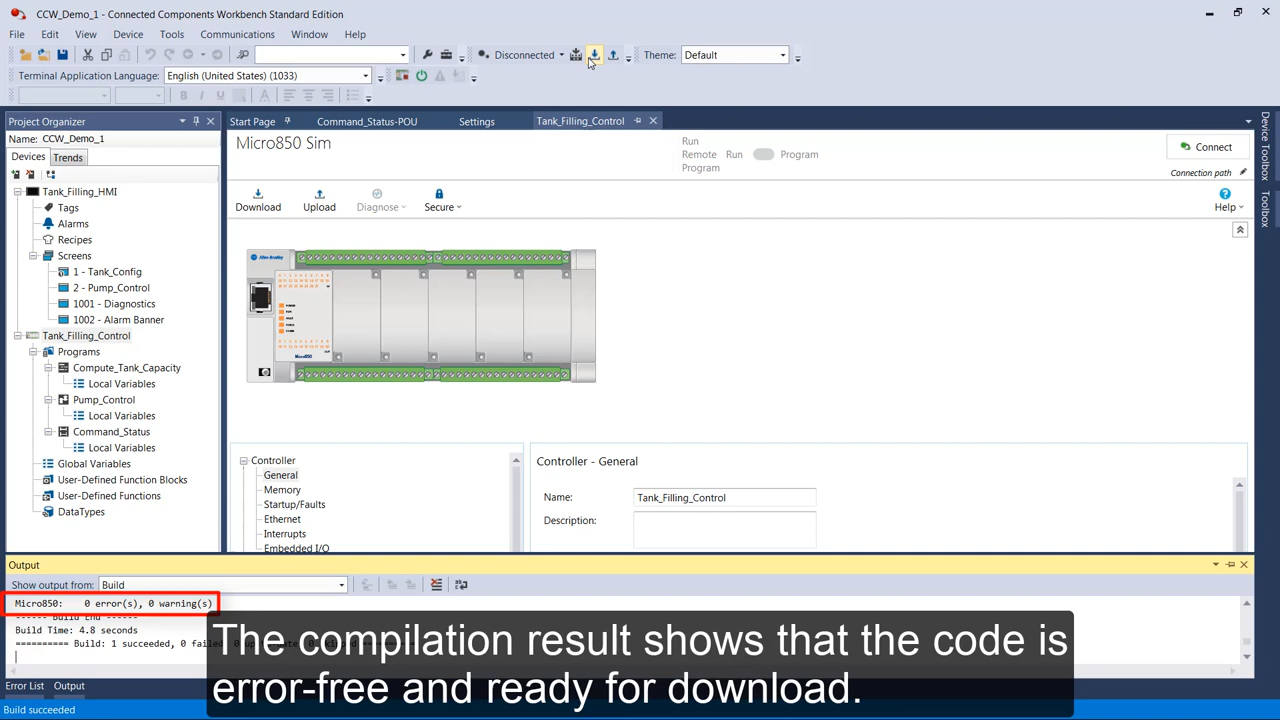 CCW_Demo_1 - Connected Components Workbench Standard Edition
File Edit View Device Tools Communications Window Help
Disconnected Theme: Default
Terminal Application Language: English (United States) (1033)
Project Organizer
Name: CCW_Demo_1
Devices Trends
Tank_Filling_HMI
Tags
Alarms
Recipes
Screens
1 - Tank_Config
2 - Pump_Control
1001 - Diagnostics
1002 - Alarm Banner
Tank_Filling_Control
Programs
Compute_Tank_Capacity
Local Variables
Pump_Control
Local Variables
Command_Status
Local Variables
Global Variables
User-Defined Function Blocks
User-Defined Functions
DataTypes
Start Page Command_Status-POU Settings Tank_Filling_Control
Micro850 Sim
Run
Remote Run Program
Program
Connect
Connection path
Download Upload Diagnose Secure Help
Allen-Bradley
Micro850
Controller
General
Memory
Startup/Faults
Ethernet
Interrupts
Embedded I/O
Controller - General
Name: Tank_Filling_Control
Description:
Device Toolbox
Toolbox
Output
Show output from: Build
Micro850: 0 error(s), 0 warning(s)
------ Build End ------
Build Time: 4.8 seconds
========== Build: 1 succeeded, 0 failed
The compilation result shows that the code is
error-free and ready for download.
Error List Output
Build succeeded